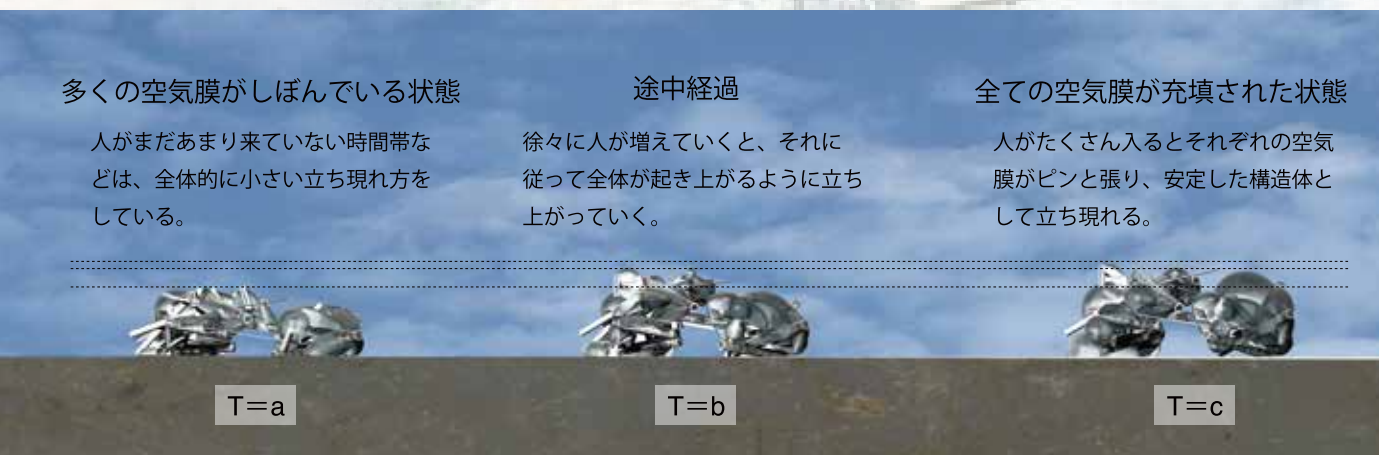 多くの空気膜がしぼんでいる状態
人がまだあまり来ていない時間帯な
どは、全体的に小さい立ち現れ方を
している。
途中経過
徐々に人が増えていくと、それに
従って全体が起き上がるように立ち
上がっていく。
全ての空気膜が充填された状態
人がたくさん入るとそれぞれの空気
膜がピンと張り、安定した構造体と
して立ち現れる。
T=a
T=b
T=c